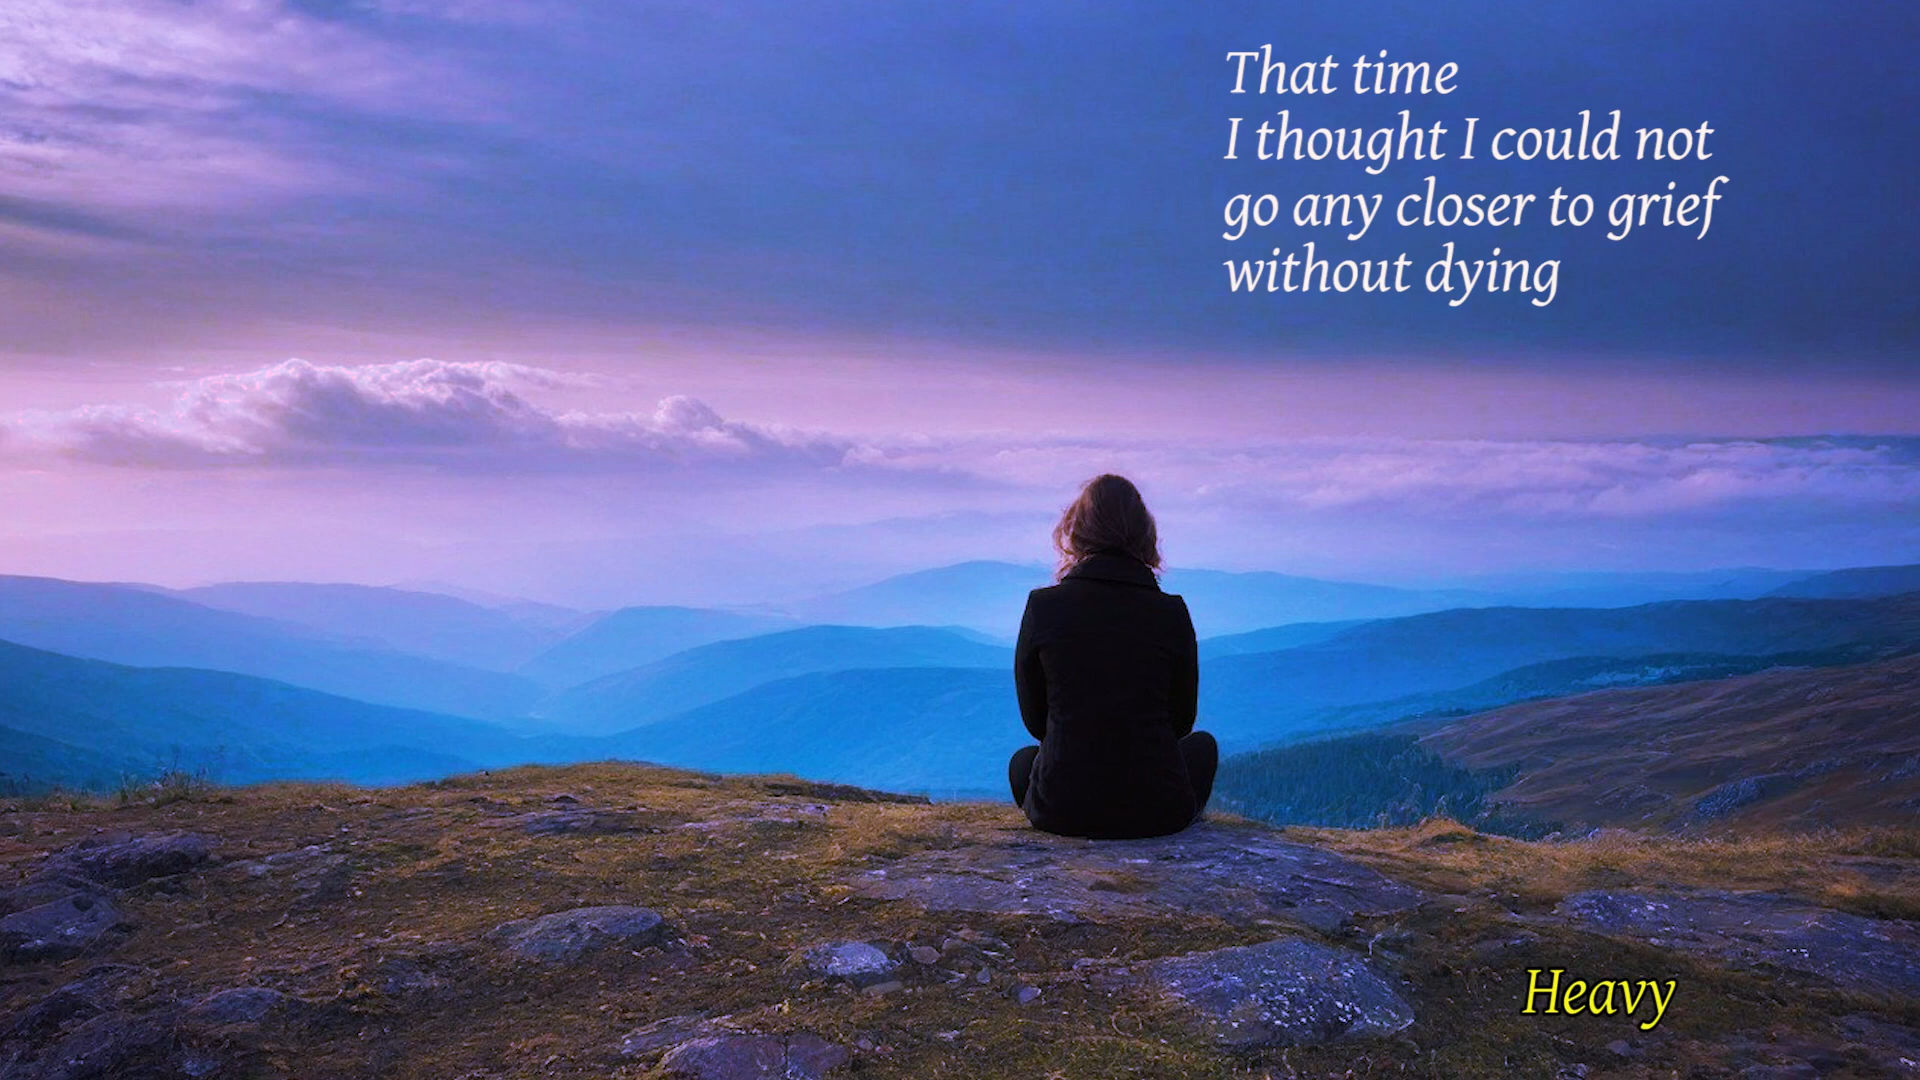 That time
I thought I could not
go any closer to grief
without dying
Heavy